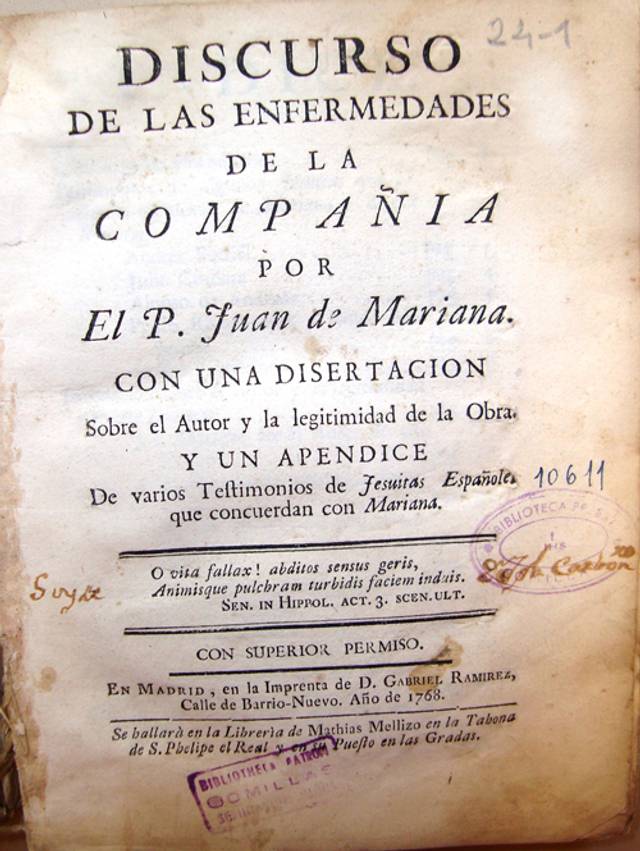 24-1
DISCURSO
DE LAS ENFERMEDADES
DE LA
COMPAÑIA
POR
El P. Juan de Mariana.
CON UNA DISERTACION
Sobre el Autor y la legitimidad de la Obra.
Y UN APENDICE
De varios Testimonios de Jesuitas Españoles
que concuerdan con Mariana.
10611
BIBLIOTECA
O vita fallax! abditos sensus geris,
Animisque pulchram turbidis faciem induis.
SEN. IN HIPPOL. ACT. 3. SCEN. ULT.
CON SUPERIOR PERMISO.
EN MADRID, en la Imprenta de D. GABRIEL RAMIREZ,
Calle de Barrio-Nuevo. Año de 1768.
Se hallarà en la Librerìa de Mathias Mellizo en la Tahona
de S. Phelipe el Real y en su Puesto en las Gradas.
BIBLIOTHECA PATRUM
COMILLAS